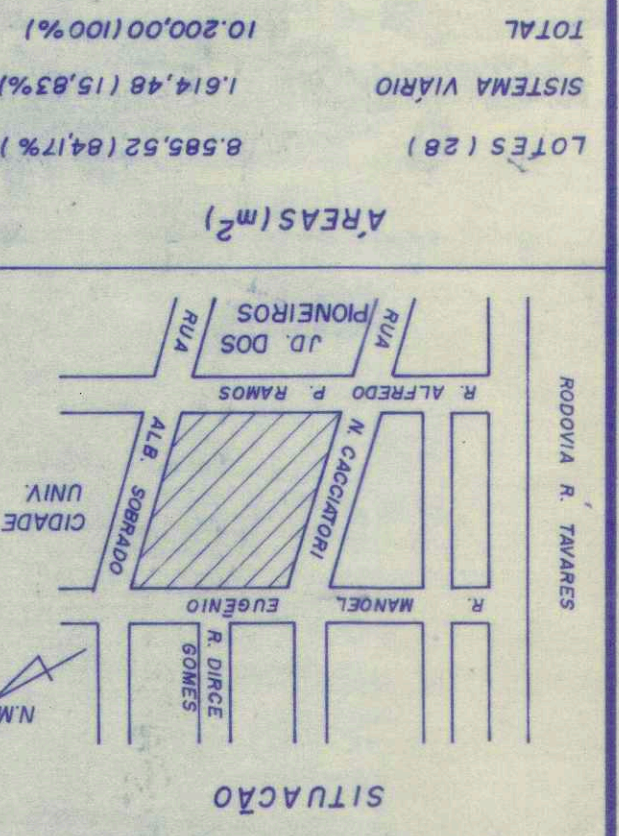 SITUAÇÃO
N.M.
R. DIRCE
GOMES
R. MANOEL EUGÊNIO
RODOVIA R. TAVARES
N. CACCIATORI
ALB. SOBRADO
CIDADE
UNIV.
R. ALFREDO P. RAMOS
RUA
JD. DOS
PIONEIROS
RUA
ÁREAS (m²)
LOTES (28) 8.585,52 (84,17%)
SISTEMA VIÁRIO 1.614,48 (15,83%)
TOTAL 10.200,00 (100%)